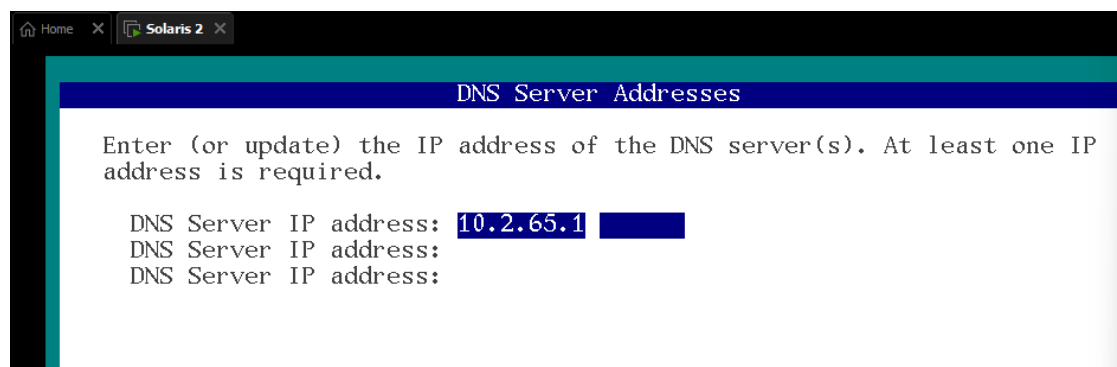 Home Solaris 2
DNS Server Addresses
Enter (or update) the IP address of the DNS server(s). At least one IP
address is required.
DNS Server IP address: 10.2.65.1
DNS Server IP address:
DNS Server IP address: